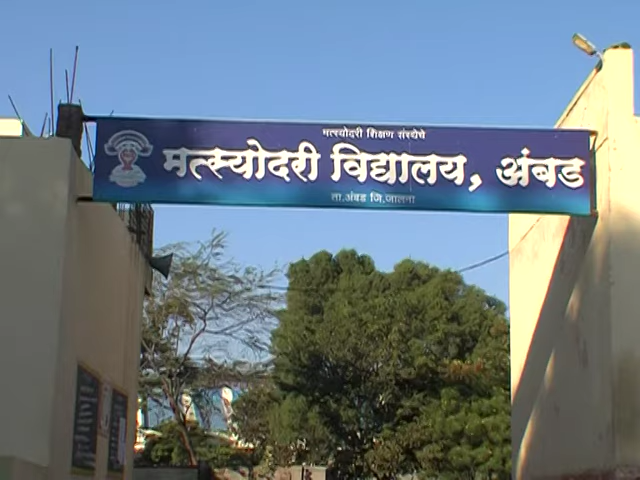 मत्स्योदरी शिक्षण संस्थेचे
मत्स्योदरी विद्यालय, अंबड
ता.अंबड जि.जालना